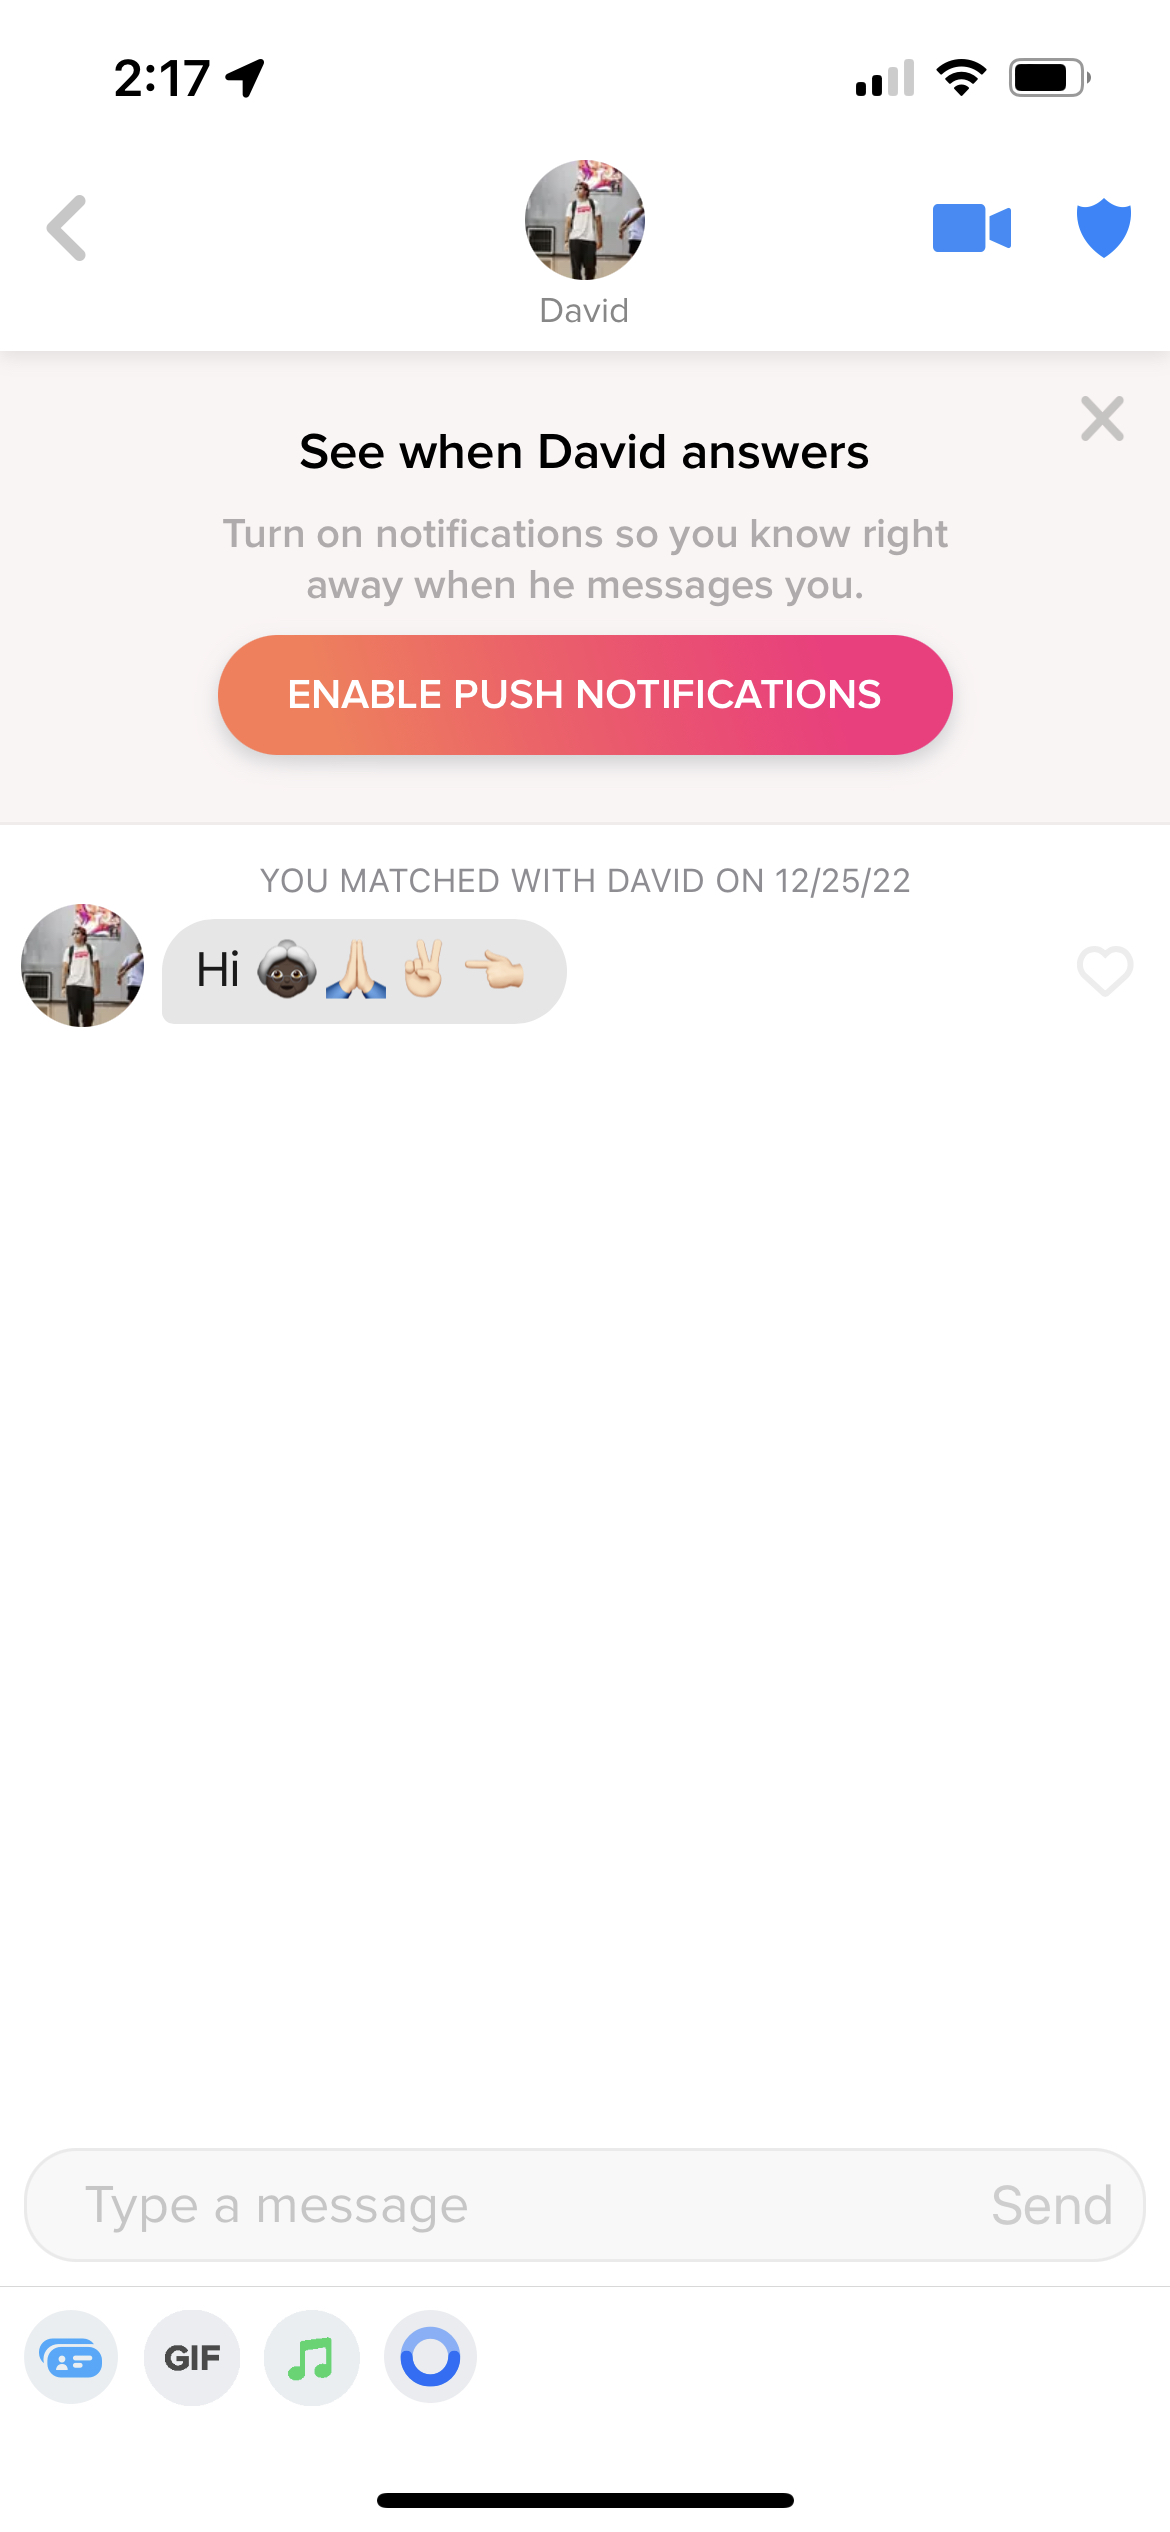 2:17
David
See when David answers
Turn on notifications so you know right
away when he messages you.
ENABLE PUSH NOTIFICATIONS
YOU MATCHED WITH DAVID ON 12/25/22
Hi 👵🏿🙏🏻✌🏻👈🏻
Type a message
Send
GIF